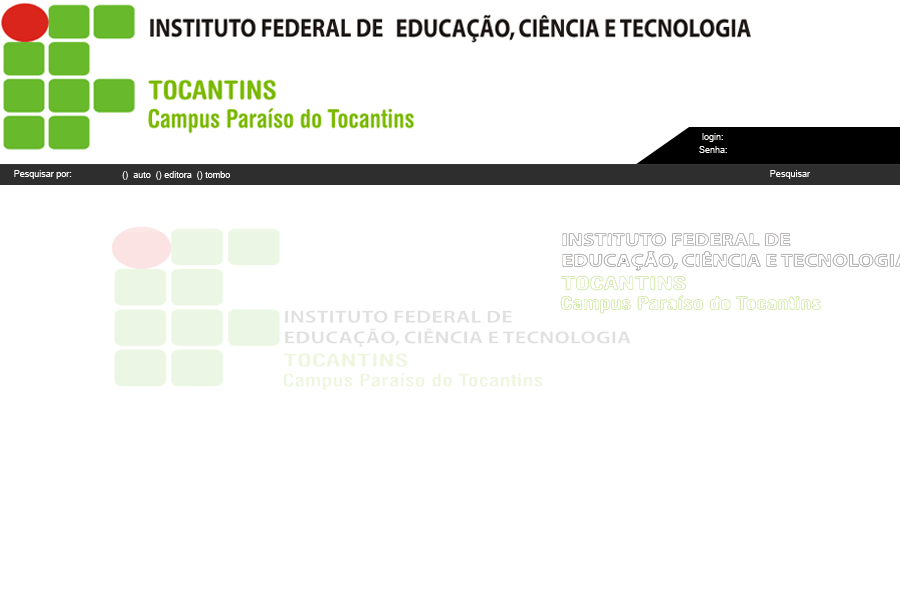 INSTITUTO FEDERAL DE EDUCAÇÃO, CIÊNCIA E TECNOLOGIA
TOCANTINS
Campus Paraíso do Tocantins
login:
Senha:
Pesquisar por: () auto () editora () tombo Pesquisar
INSTITUTO FEDERAL DE
EDUCAÇÃO, CIÊNCIA E TECNOLOGIA
TOCANTINS
Campus Paraíso do Tocantins
INSTITUTO FEDERAL DE
EDUCAÇÃO, CIÊNCIA E TECNOLOGIA
TOCANTINS
Campus Paraíso do Tocantins